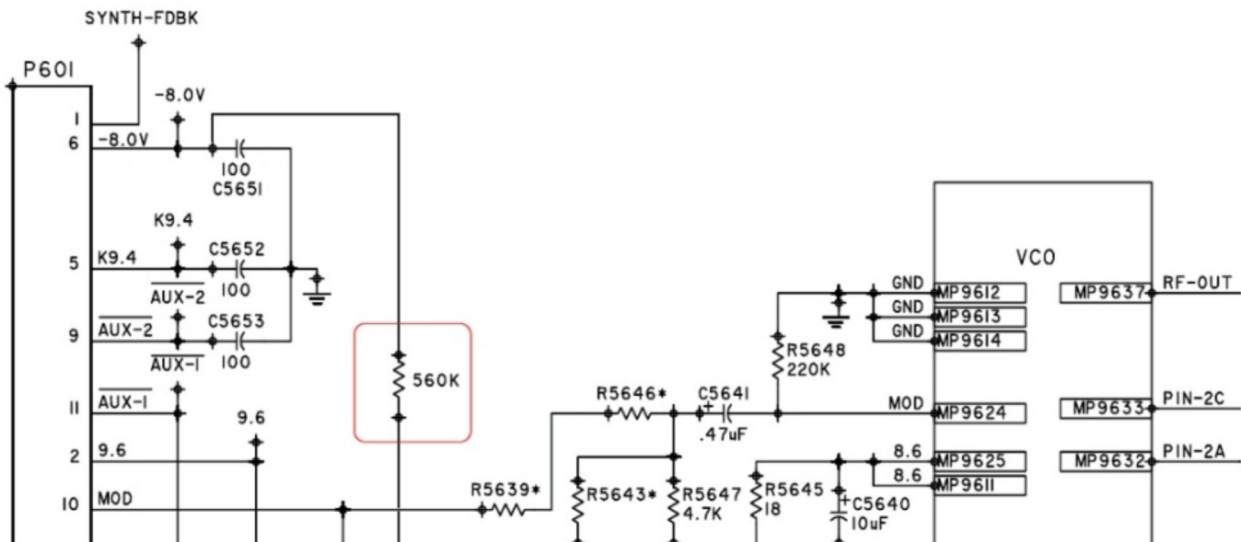 SYNTH-FDBK
P601
-8.0V
1
6
-8.0V
100
C5651
K9.4
5
K9.4
C5652
100
AUX-2
9
AUX-2
C5653
100
AUX-1
11
AUX-1
9.6
2
9.6
10
MOD
560K
R5639*
R5646*
C5641
+
.47uF
R5643*
R5647
4.7K
R5648
220K
R5645
18
+
C5640
10uF
VCO
GND
MP9612
GND
MP9613
GND
MP9614
MOD
MP9624
8.6
MP9625
8.6
MP9611
MP9637
RF-OUT
MP9633
PIN-2C
MP9632
PIN-2A